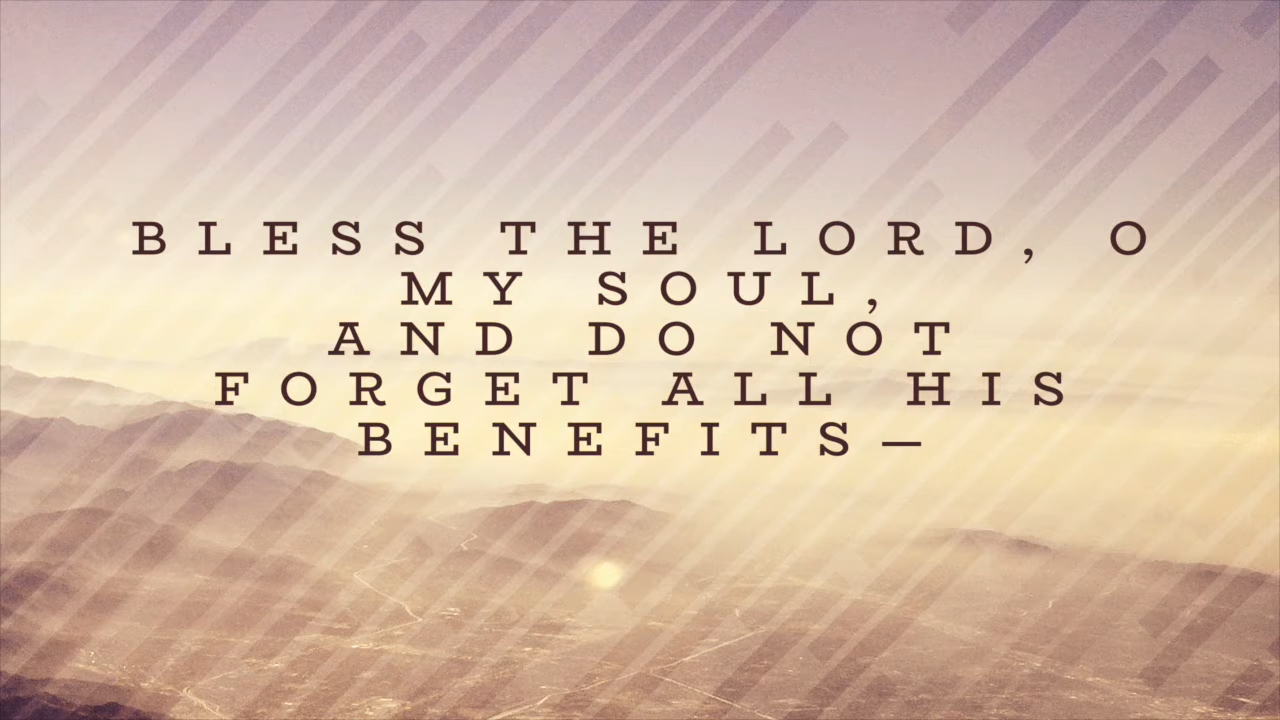 BLESS THE LORD, O
MY SOUL,
AND DO NOT
FORGET ALL HIS
BENEFITS—